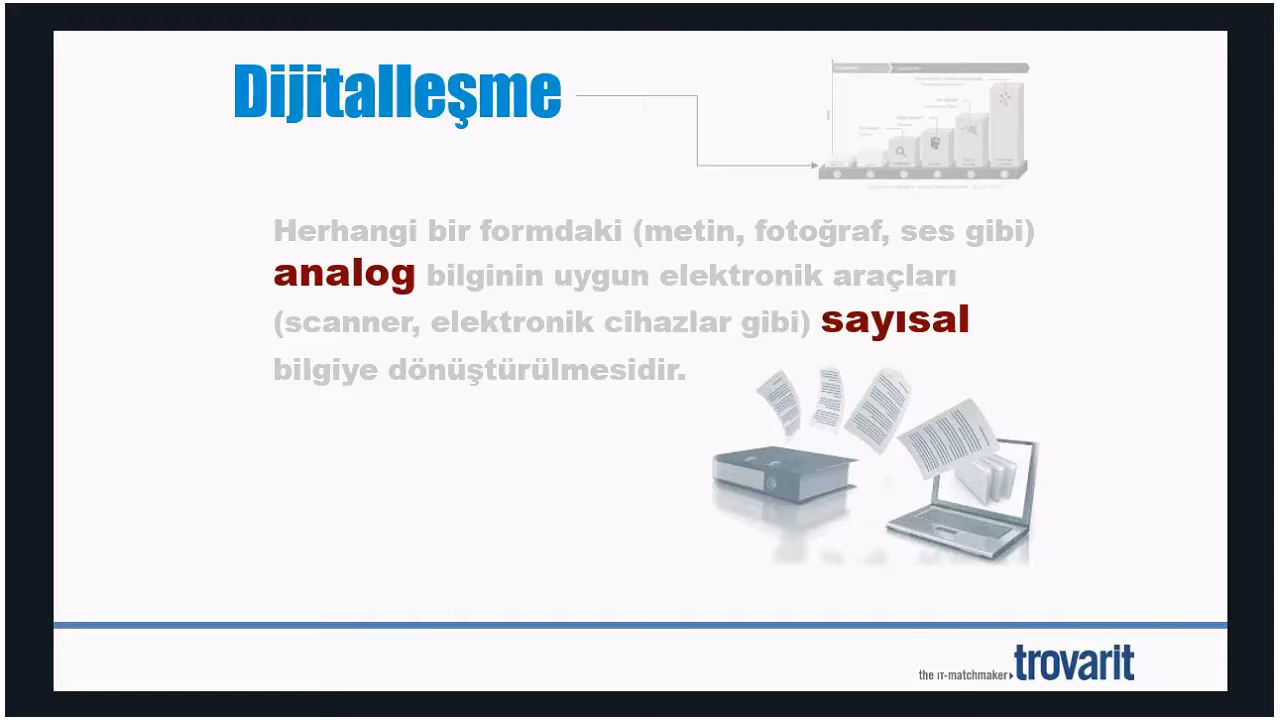 Dijitalleşme
Herhangi bir formdaki (metin, fotoğraf, ses gibi)
analog bilginin uygun elektronik araçları
(scanner, elektronik cihazlar gibi) sayısal
bilgiye dönüştürülmesidir.
the IT-matchmaker trovarit